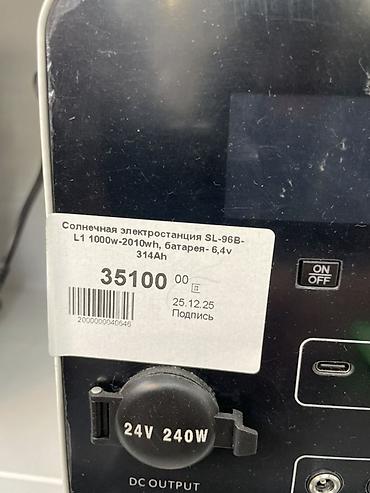 Солнечная электростанция SL-96B-
L1 1000w-2010wh, батарея- 6,4v
314Ah
35100 00
25.12.25
Подпись
2000000040646
ON
OFF
24V 240W
DC OUTPUT